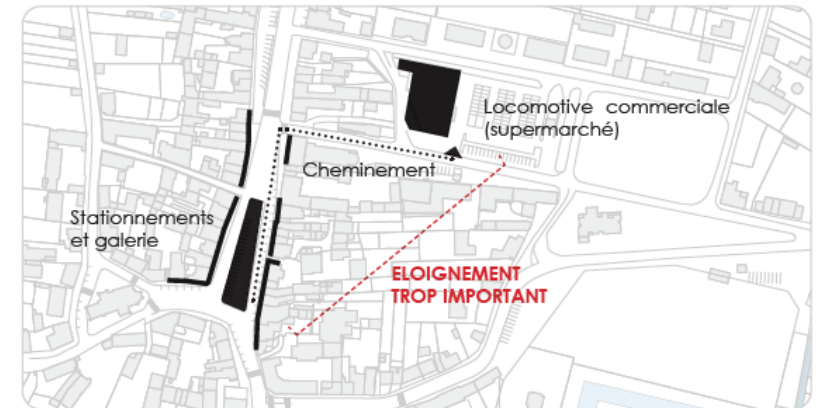 Locomotive commerciale
(supermarché)
Cheminement
Stationnements
et galerie
ELOIGNEMENT
TROP IMPORTANT